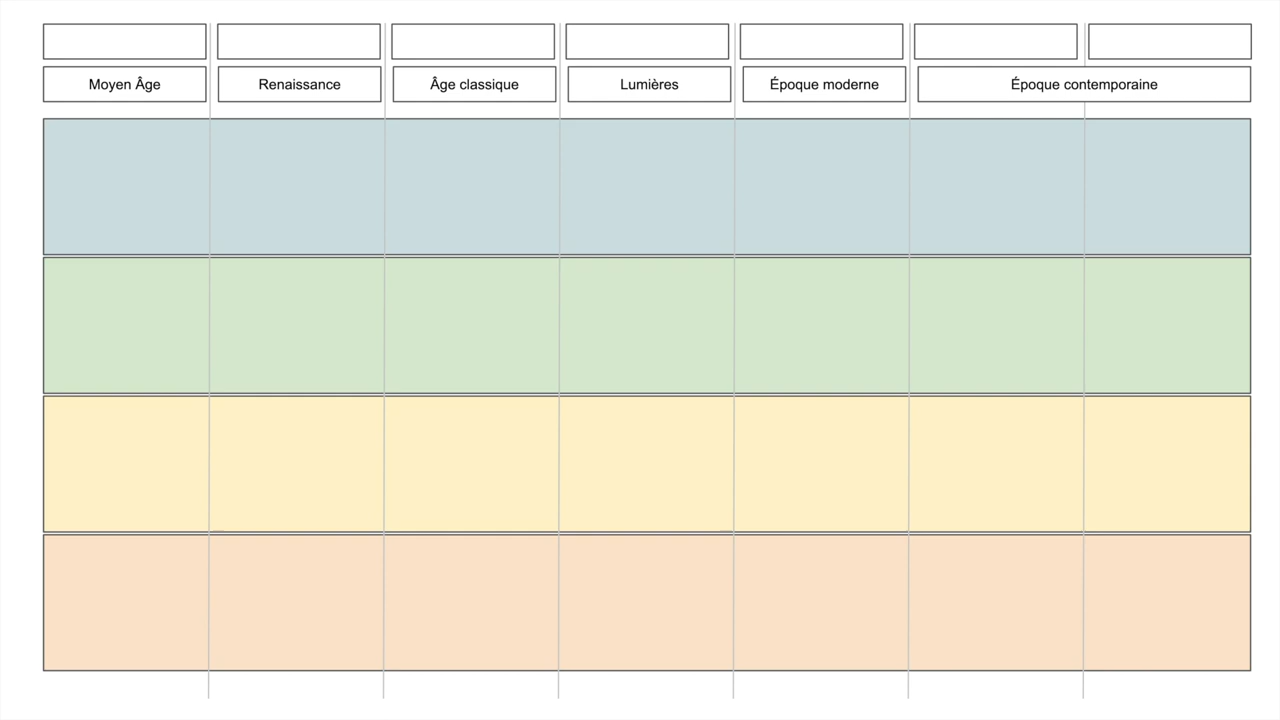 Moyen Âge
Renaissance
Âge classique
Lumières
Époque moderne
Époque contemporaine